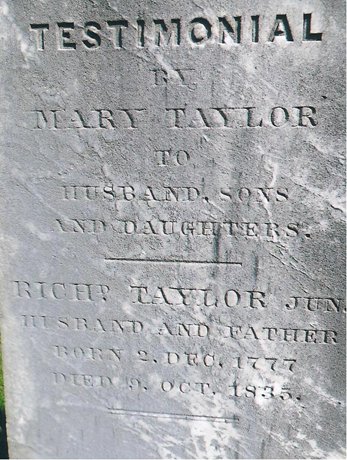 TESTIMONIAL
BY
MARY TAYLOR
TO
HUSBAND, SONS
AND DAUGHTERS.
RICHD. TAYLOR JUN.
HUSBAND AND FATHER
BORN 2. DEC. 1777
DIED 9. OCT. 1835.